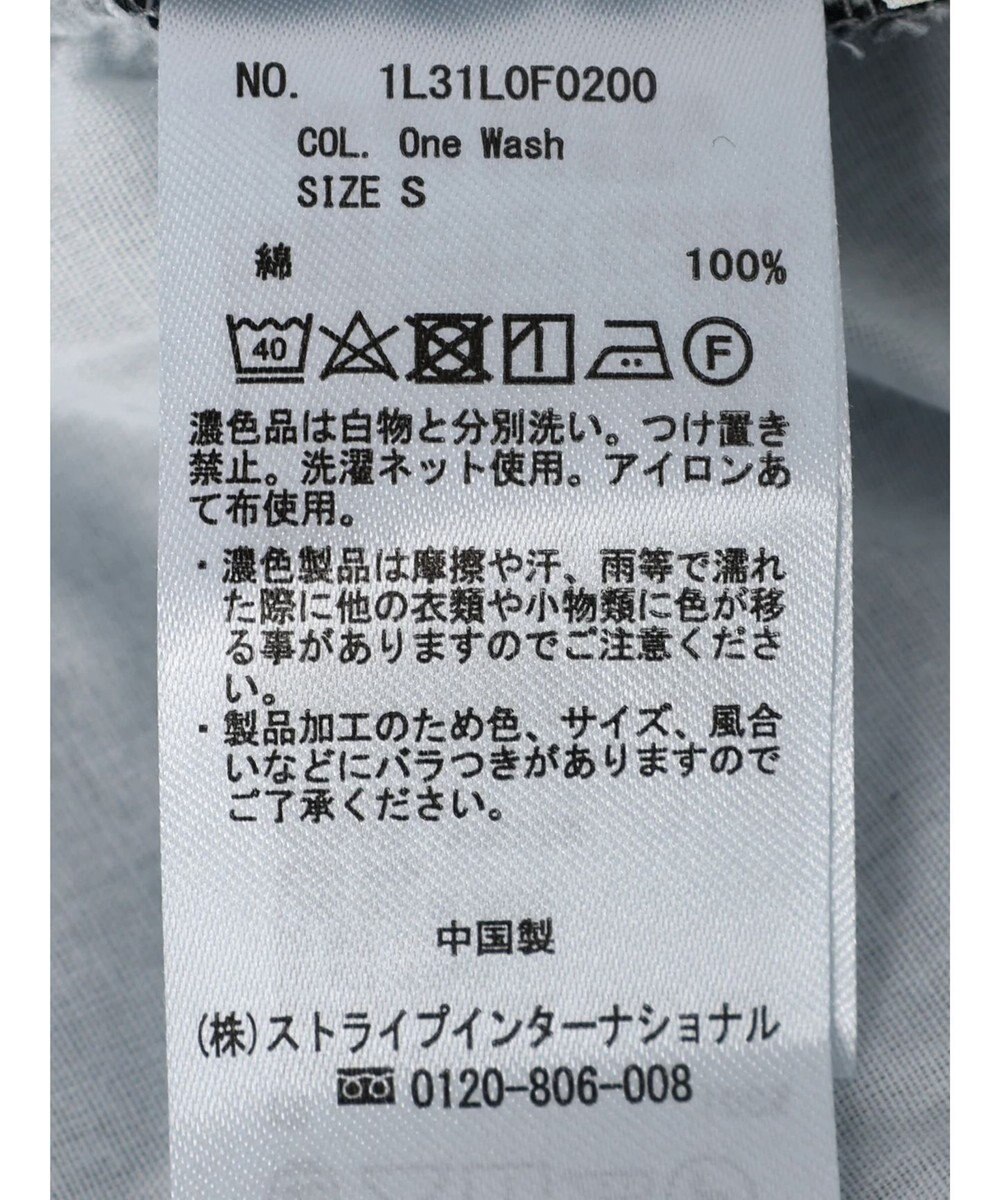 NO. 1L31L0F0200
COL. One Wash
SIZE S
綿 100%
40 F
濃色品は白物と分別洗い。つけ置き
禁止。洗濯ネット使用。アイロンあ
て布使用。
・濃色製品は摩擦や汗、雨等で濡れ
た際に他の衣類や小物類に色が移
る事がありますのでご注意くださ
い。
・製品加工のため色、サイズ、風合
いなどにバラつきがありますので
ご了承ください。
中国製
(株)ストライプインターナショナル
0120-806-008